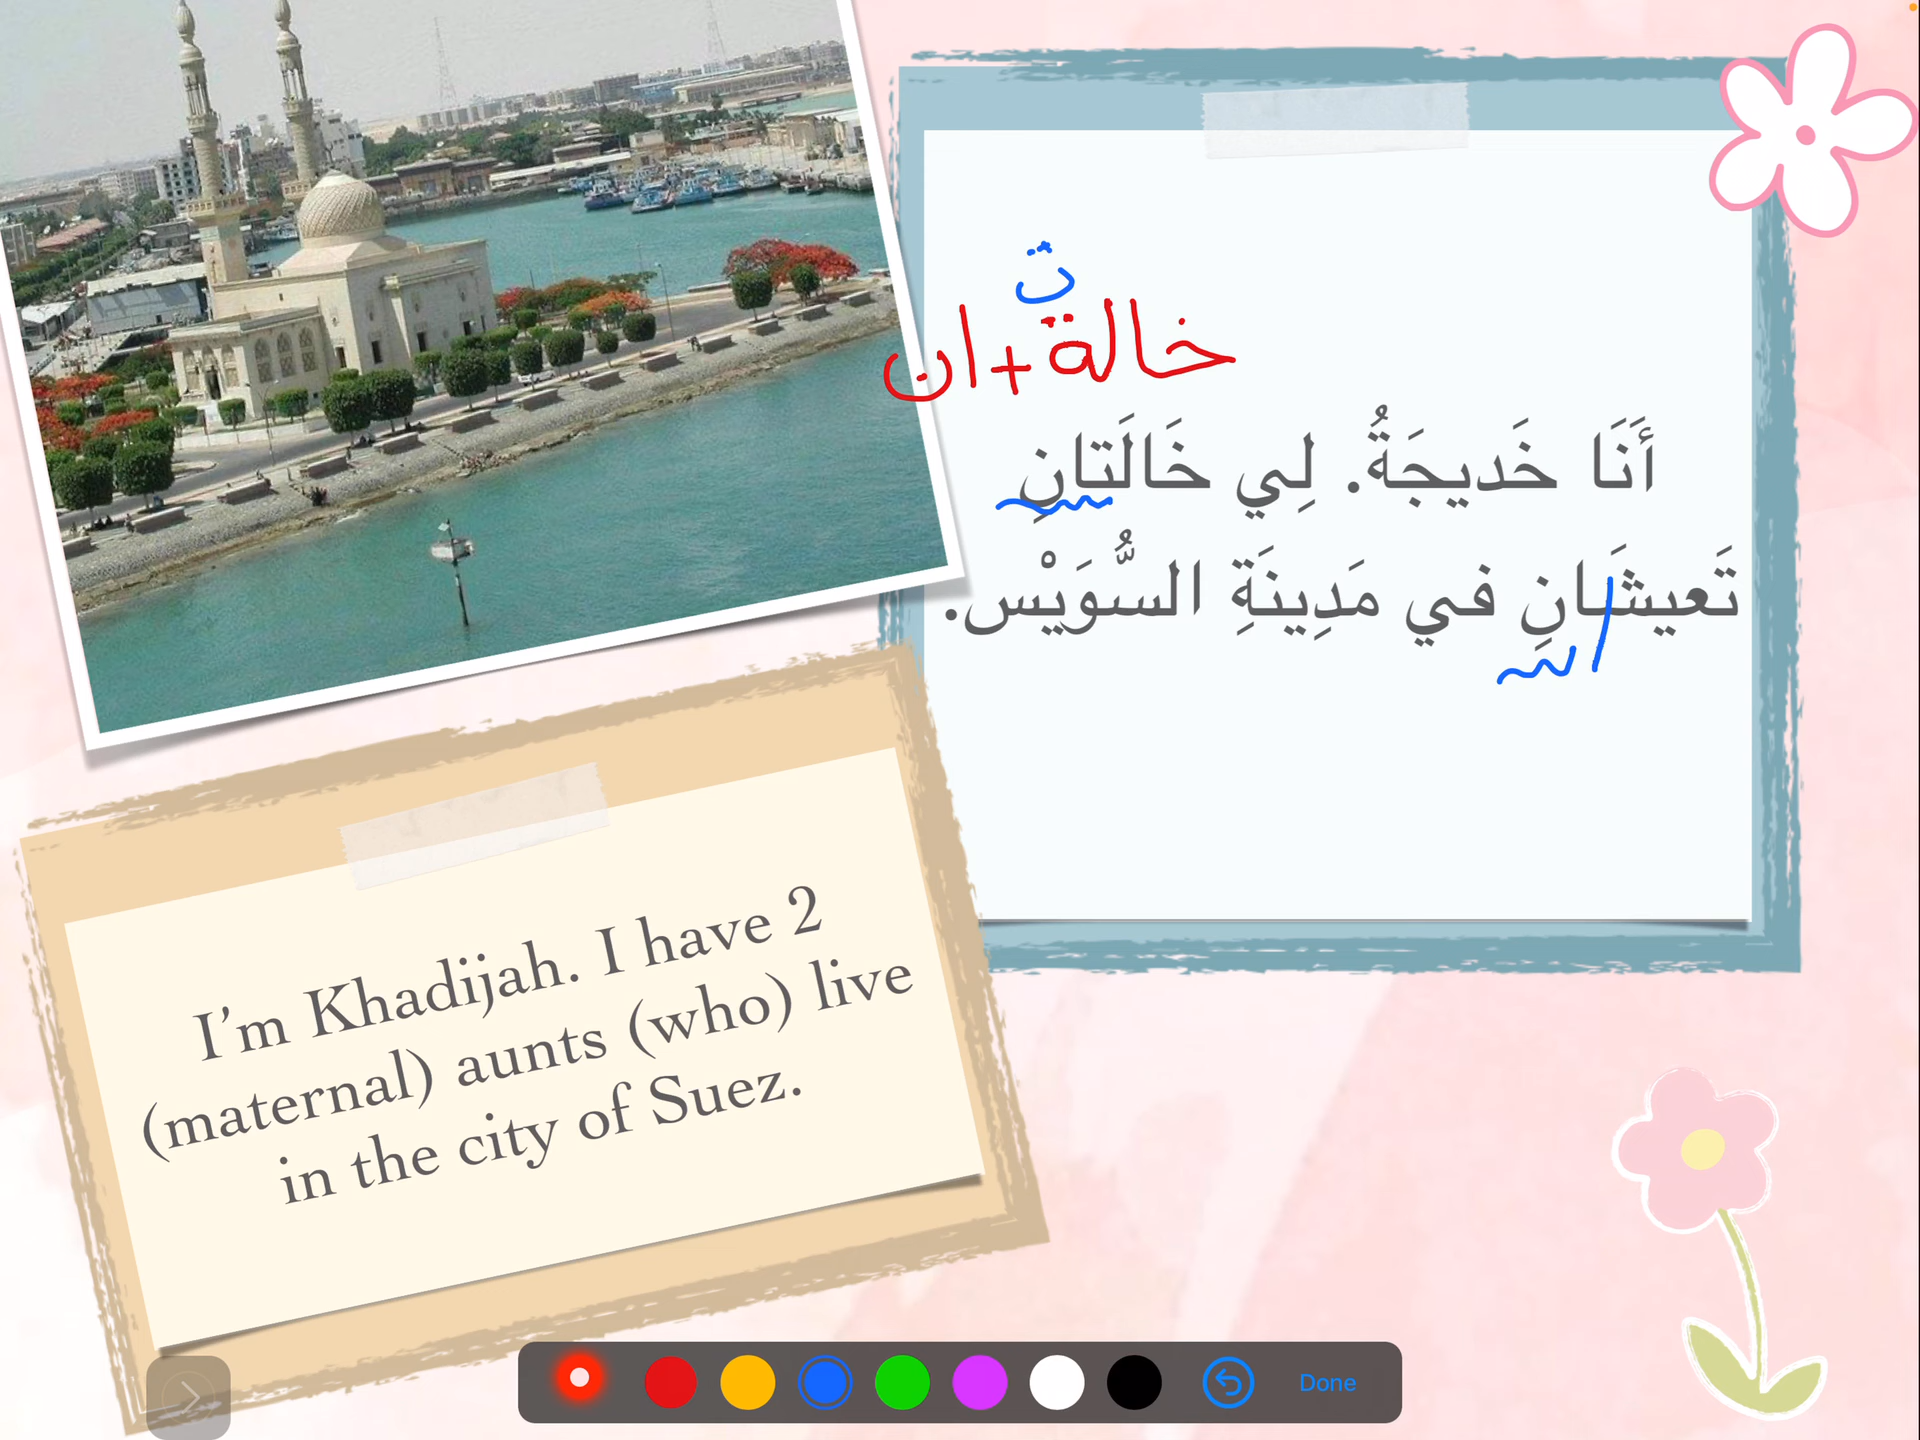 ت
خالة+ان
أَنَا خَديجَةُ. لِي خَالَتانِ
تَعيشَانِ في مَدِينَةِ السُّوَيْس.
I'm Khadijah. I have 2
(maternal) aunts (who) live
in the city of Suez.
Done